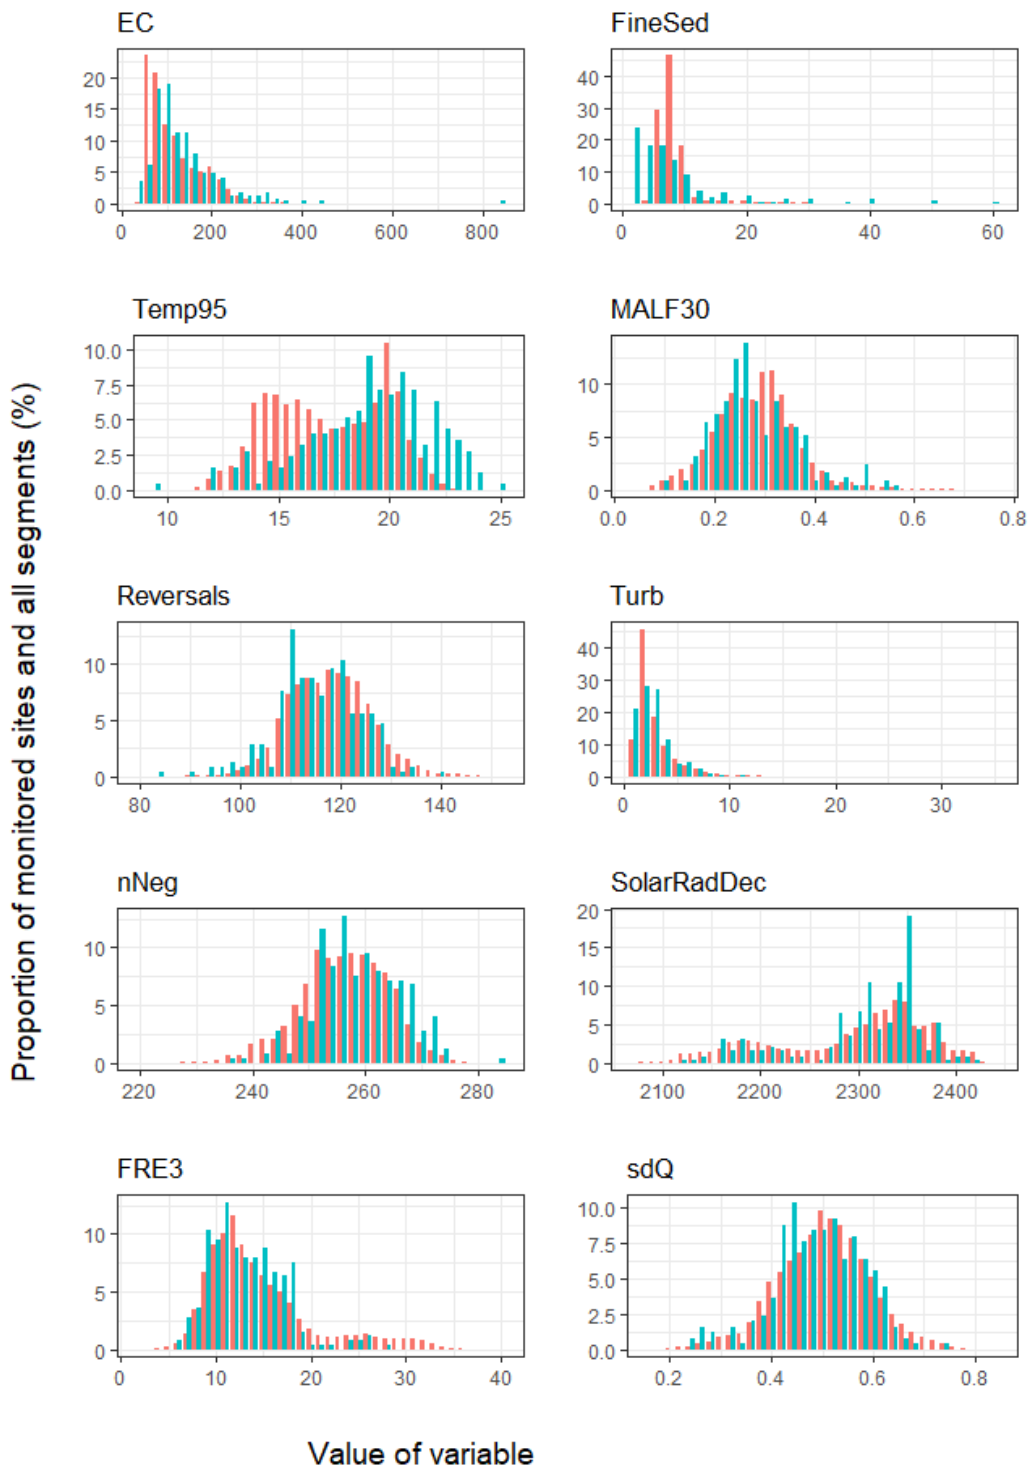 EC
20
15
10
5
0
0 200 400 600 800
FineSed
40
30
20
10
0
0 20 40 60
Temp95
10.0
7.5
5.0
2.5
0.0
10 15 20 25
MALF30
10
5
0
0.0 0.2 0.4 0.6 0.8
Reversals
10
5
0
80 100 120 140
Turb
40
30
20
10
0
0 10 20 30
nNeg
10
5
0
220 240 260 280
SolarRadDec
20
15
10
5
0
2100 2200 2300 2400
FRE3
10
5
0
0 10 20 30 40
sdQ
10.0
7.5
5.0
2.5
0.0
0.2 0.4 0.6 0.8
Proportion of monitored sites and all segments (%)
Value of variable